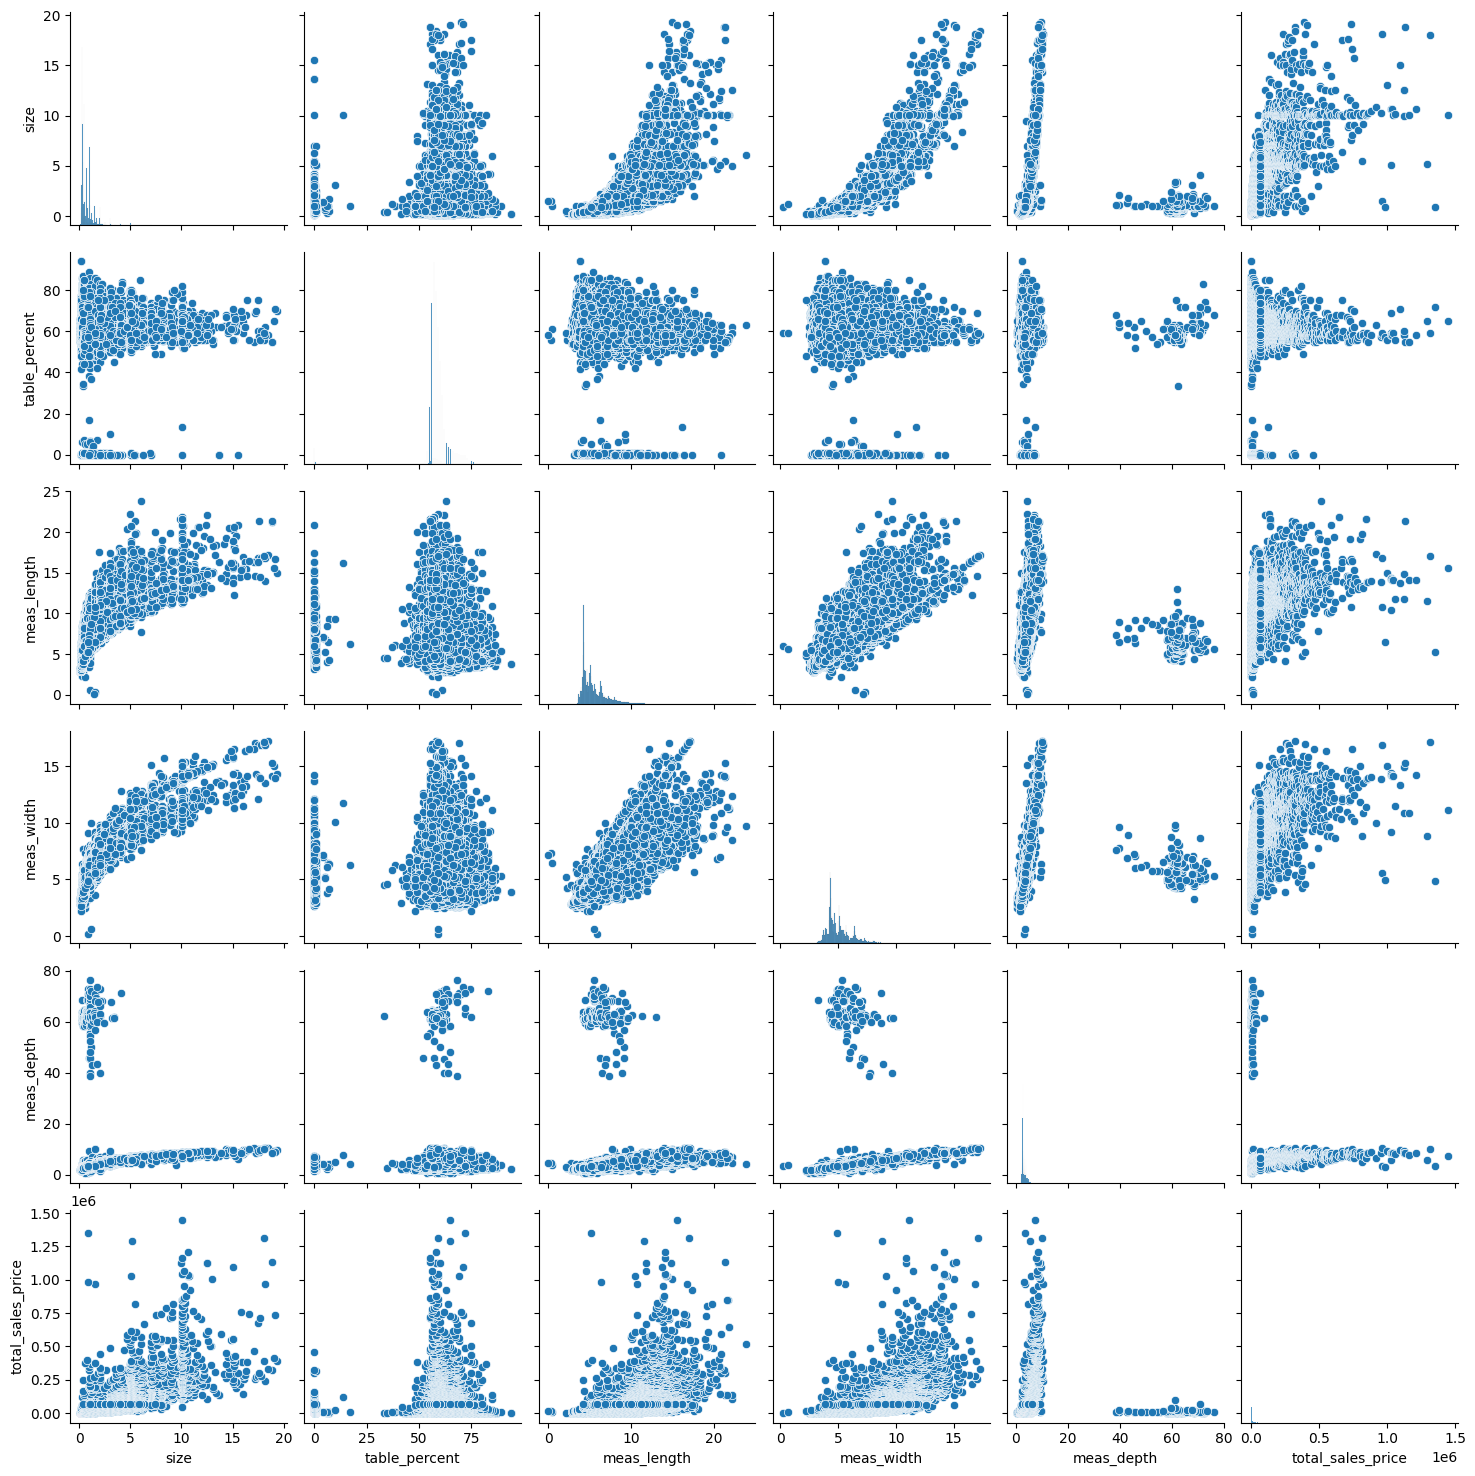 20
15
10
5
0
size
80
60
40
20
0
table_percent
25
20
15
10
5
0
meas_length
15
10
5
0
meas_width
80
60
40
20
0
meas_depth
1e6
1.50
1.25
1.00
0.75
0.50
0.25
0.00
total_sales_price
0 5 10 15 20
0 25 50 75
0 10 20
0 5 10 15
0 20 40 60 80
0.0 0.5 1.0 1.5
size table_percent meas_length meas_width meas_depth total_sales_price 1e6